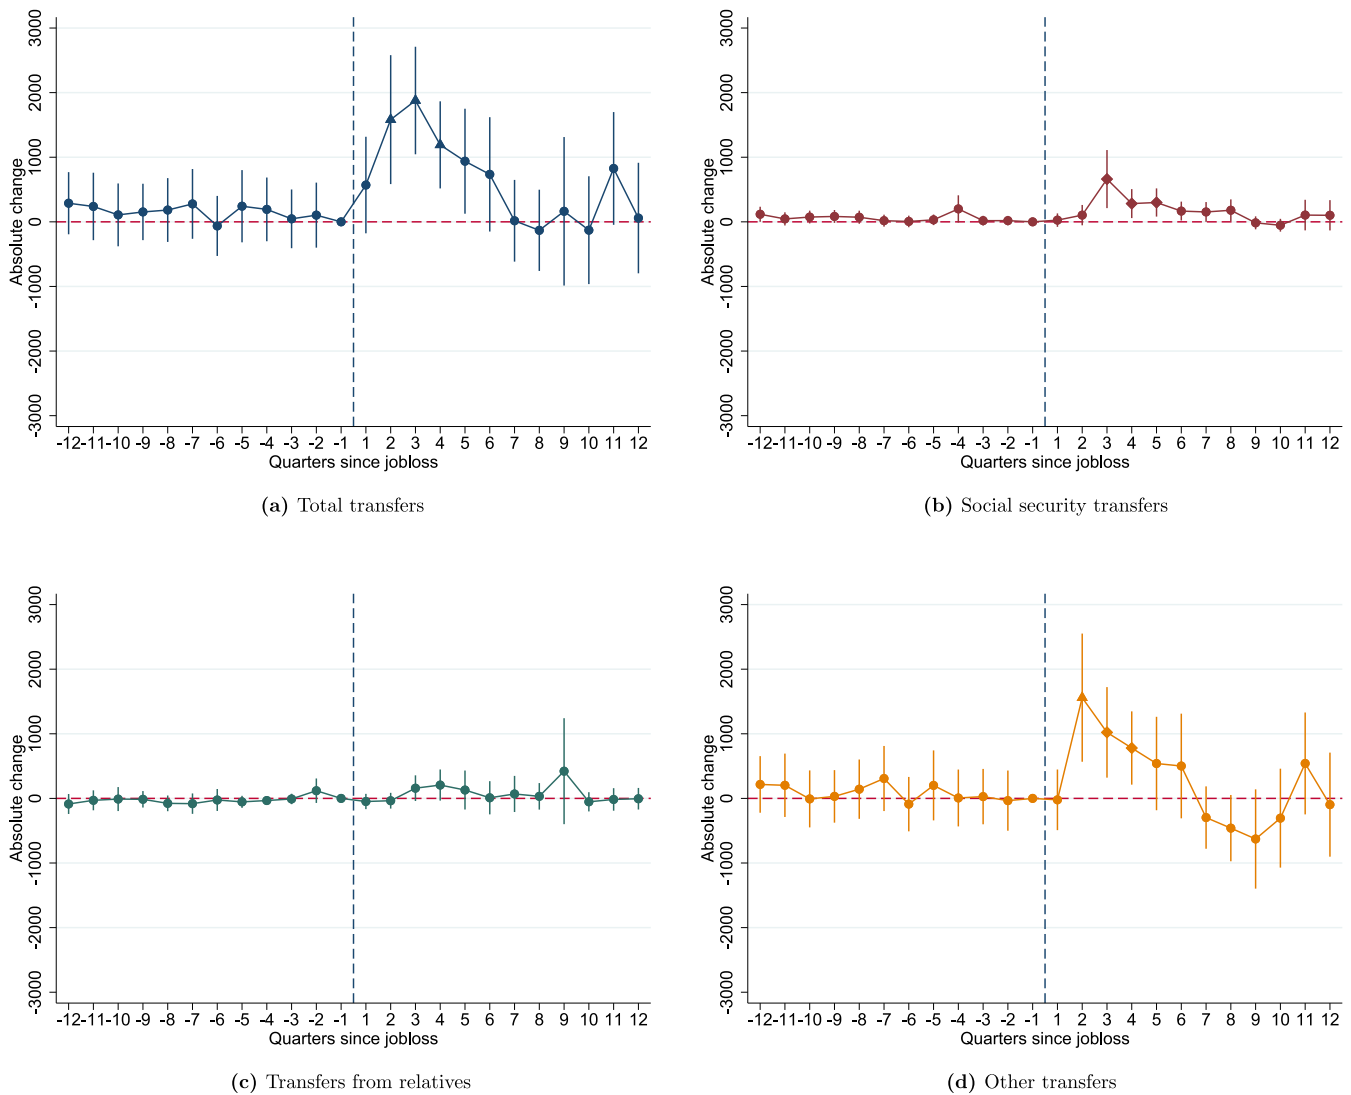 3000
2000
1000
0
-1000
-2000
-3000
Absolute change
-12 -11 -10 -9 -8 -7 -6 -5 -4 -3 -2 -1 1 2 3 4 5 6 7 8 9 10 11 12
Quarters since jobloss
(a) Total transfers
3000
2000
1000
0
-1000
-2000
-3000
Absolute change
-12 -11 -10 -9 -8 -7 -6 -5 -4 -3 -2 -1 1 2 3 4 5 6 7 8 9 10 11 12
Quarters since jobloss
(b) Social security transfers
3000
2000
1000
0
-1000
-2000
-3000
Absolute change
-12 -11 -10 -9 -8 -7 -6 -5 -4 -3 -2 -1 1 2 3 4 5 6 7 8 9 10 11 12
Quarters since jobloss
(c) Transfers from relatives
3000
2000
1000
0
-1000
-2000
-3000
Absolute change
-12 -11 -10 -9 -8 -7 -6 -5 -4 -3 -2 -1 1 2 3 4 5 6 7 8 9 10 11 12
Quarters since jobloss
(d) Other transfers